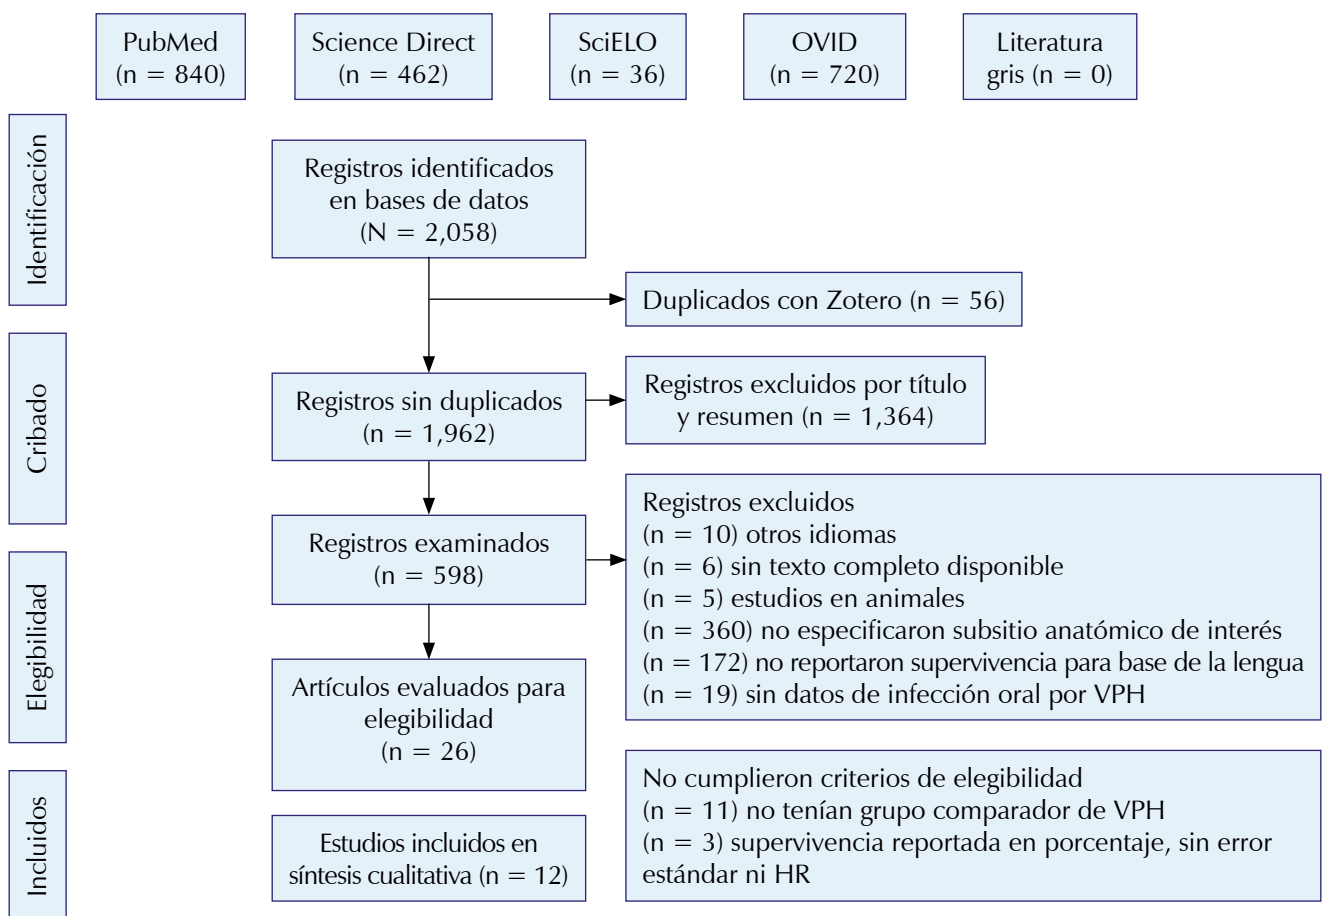 PubMed
(n = 840)
Science Direct
(n = 462)
SciELO
(n = 36)
OVID
(n = 720)
Literatura
gris (n = 0)
Identificación
Registros identificados
en bases de datos
(N = 2,058)
Duplicados con Zotero (n = 56)
Cribado
Registros sin duplicados
(n = 1,962)
Registros excluidos por título
y resumen (n = 1,364)
Registros examinados
(n = 598)
Registros excluidos
(n = 10) otros idiomas
(n = 6) sin texto completo disponible
(n = 5) estudios en animales
(n = 360) no especificaron subsitio anatómico de interés
(n = 172) no reportaron supervivencia para base de la lengua
(n = 19) sin datos de infección oral por VPH
Elegibilidad
Artículos evaluados para
elegibilidad
(n = 26)
No cumplieron criterios de elegibilidad
(n = 11) no tenían grupo comparador de VPH
(n = 3) supervivencia reportada en porcentaje, sin error
estándar ni HR
Incluidos
Estudios incluidos en
síntesis cualitativa (n = 12)